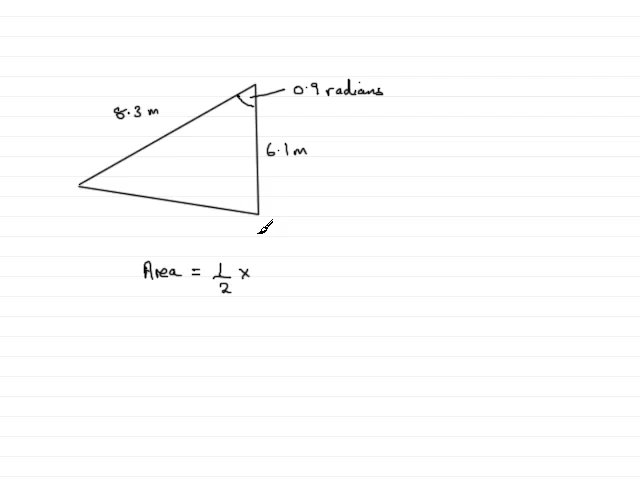 0.9 radians
8.3 m
6.1 m
Area = 1/2 x